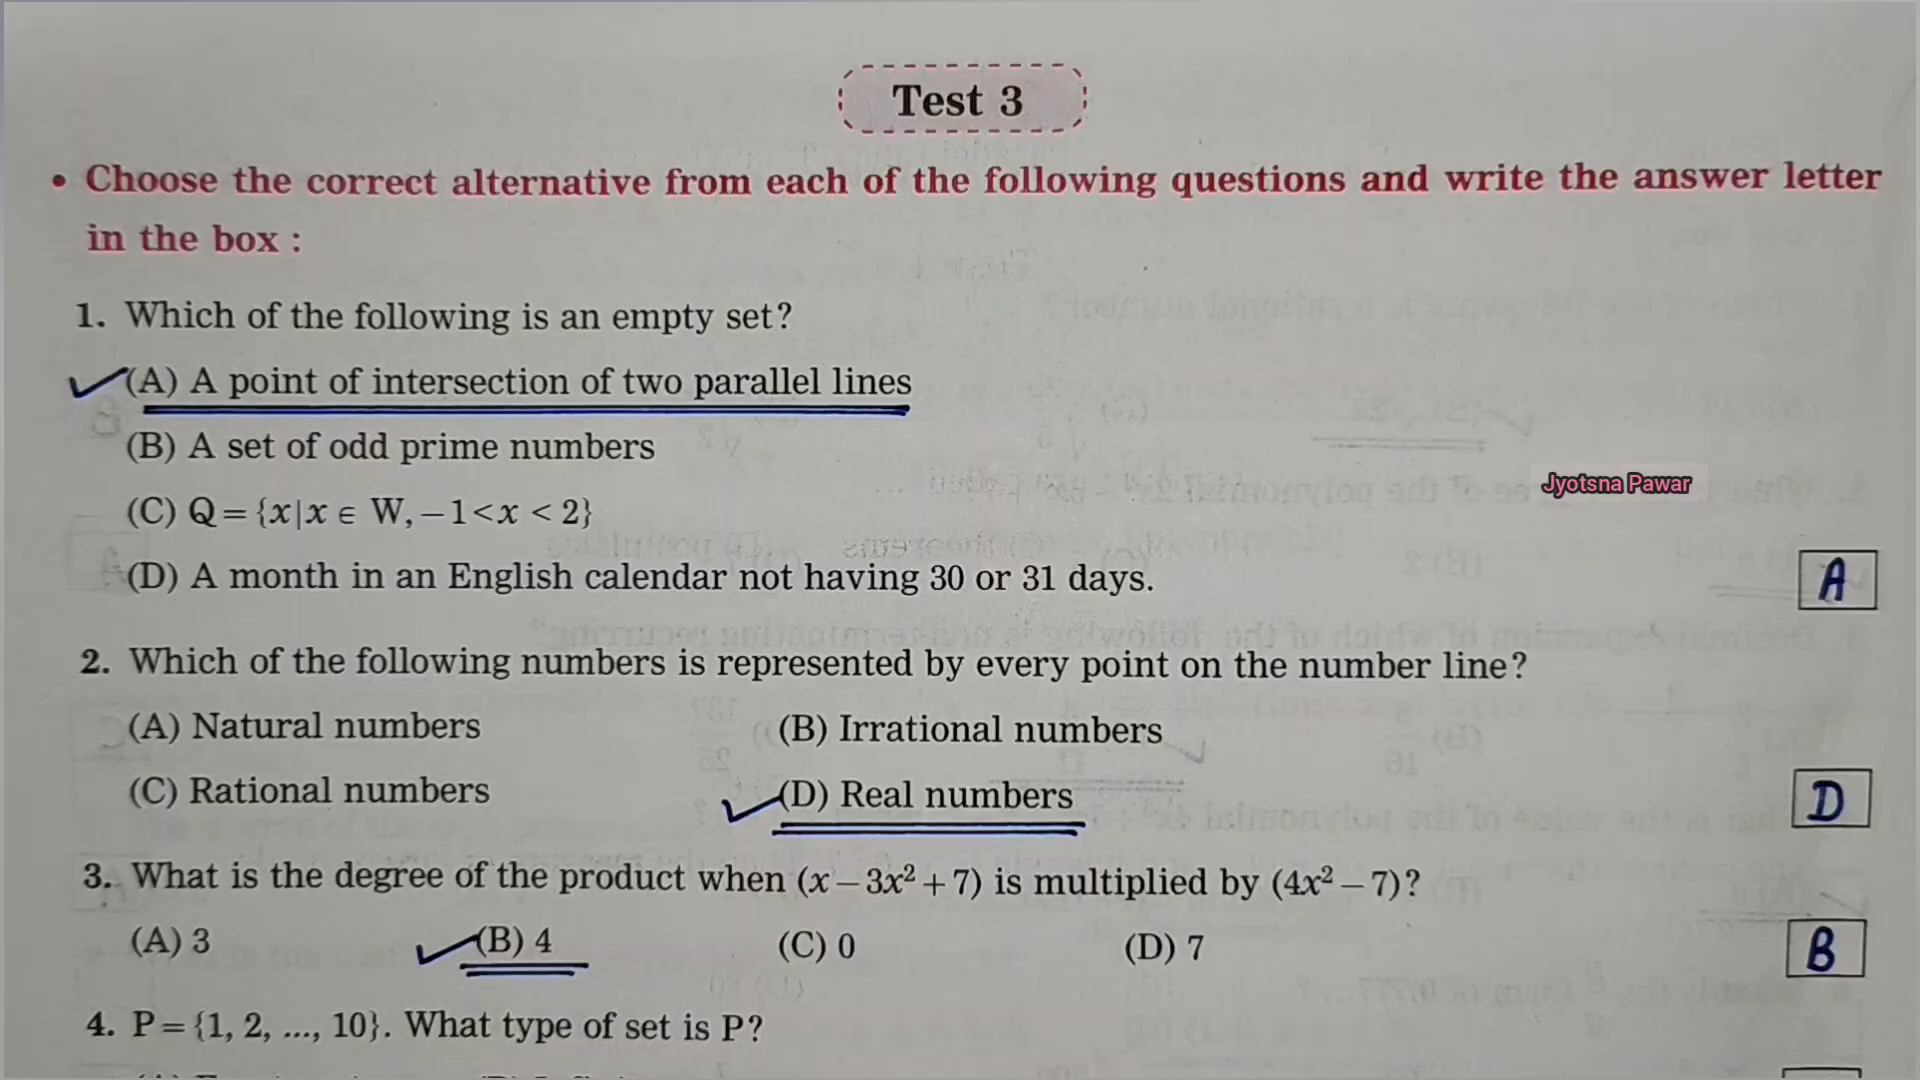 Test 3
• Choose the correct alternative from each of the following questions and write the answer letter
in the box :
1. Which of the following is an empty set?
(A) A point of intersection of two parallel lines
(B) A set of odd prime numbers
Jyotsna Pawar
(C) Q = {x|x ∈ W, – 1 < x < 2}
(D) A month in an English calendar not having 30 or 31 days.
A
2. Which of the following numbers is represented by every point on the number line?
(A) Natural numbers (B) Irrational numbers
(C) Rational numbers (D) Real numbers
D
3. What is the degree of the product when (x – 3x² + 7) is multiplied by (4x² – 7)?
(A) 3 (B) 4 (C) 0 (D) 7
B
4. P = {1, 2, ..., 10}. What type of set is P?